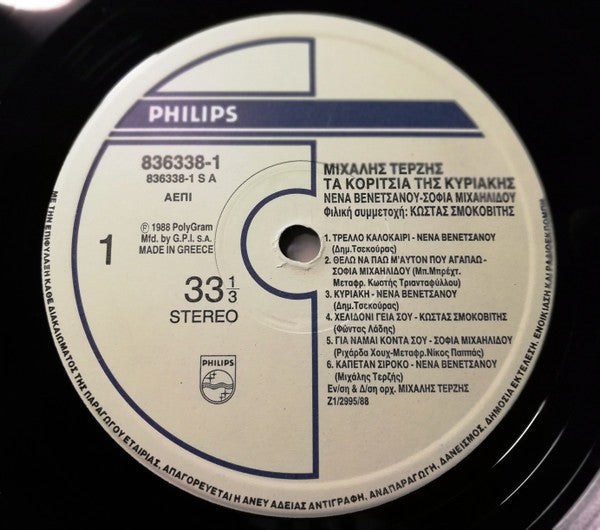 PHILIPS
836338-1
836338-1 S A
ΑΕΠΙ
Ⓟ 1988 PolyGram
Mfd. by G.P.I. s.a.
MADE IN GREECE
1
33 1/3
STEREO
PHILIPS
ΜΙΧΑΛΗΣ ΤΕΡΖΗΣ
ΤΑ ΚΟΡΙΤΣΙΑ ΤΗΣ ΚΥΡΙΑΚΗΣ
ΝΕΝΑ ΒΕΝΕΤΣΑΝΟΥ-ΣΟΦΙΑ ΜΙΧΑΗΛΙΔΟΥ
Φιλική συμμετοχή: ΚΩΣΤΑΣ ΣΜΟΚΟΒΙΤΗΣ
1. ΤΡΕΛΛΟ ΚΑΛΟΚΑΙΡΙ - ΝΕΝΑ ΒΕΝΕΤΣΑΝΟΥ
(Δημ.Τσεκούρας)
2. ΘΕΛΩ ΝΑ ΠΑΩ Μ'ΑΥΤΟΝ ΠΟΥ ΑΓΑΠΑΩ -
ΣΟΦΙΑ ΜΙΧΑΗΛΙΔΟΥ (Μπ.Μπρέχτ.
Μεταφρ. Κωστής Τριανταφύλλου)
3. ΚΥΡΙΑΚΗ - ΝΕΝΑ ΒΕΝΕΤΣΑΝΟΥ
(Δημ.Τσεκούρας)
4. ΧΕΛΙΔΟΝΙ ΓΕΙΑ ΣΟΥ - ΚΩΣΤΑΣ ΣΜΟΚΟΒΙΤΗΣ
(Φώντας Λάδης)
5. ΓΙΑ ΝΑΜΑΙ ΚΟΝΤΑ ΣΟΥ - ΣΟΦΙΑ ΜΙΧΑΗΛΙΔΟΥ
(Ριχάρδα Χουχ-Μεταφρ.Νίκος Παππάς)
6. ΚΑΠΕΤΑΝ ΣΙΡΟΚΟ - ΝΕΝΑ ΒΕΝΕΤΣΑΝΟΥ
(Μιχάλης Τερζής)
Εν/ση & Δ/ση ορχ. ΜΙΧΑΛΗΣ ΤΕΡΖΗΣ
Ζ1/2995/88
ΜΕ ΤΗΝ ΕΠΙΦΥΛΑΞΗ ΚΑΘΕ ΔΙΚΑΙΩΜΑΤΟΣ ΤΗΣ ΠΑΡΑΓΩΓΟΥ ΕΤΑΙΡΙΑΣ, ΑΠΑΓΟΡΕΥΕΤΑΙ Η ΑΝΕΥ ΑΔΕΙΑΣ ΑΝΤΙΓΡΑΦΗ, ΑΝΑΠΑΡΑΓΩΓΗ, ΔΑΝΕΙΣΜΟΣ, ΔΗΜΟΣΙΑ ΕΚΤΕΛΕΣΗ, ΕΝΟΙΚΙΑΣΗ ΚΑΙ ΡΑΔΙΟΕΚΠΟΜΠΗ